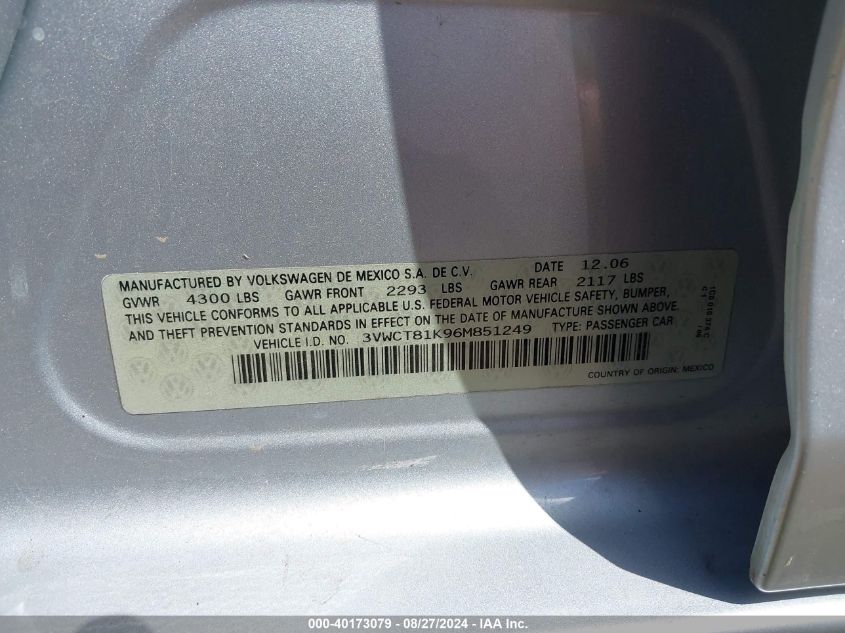 MANUFACTURED BY VOLKSWAGEN DE MEXICO S.A. DE C.V. DATE 12.06
GVWR 4300 LBS GAWR FRONT 2293 LBS GAWR REAR 2117 LBS
THIS VEHICLE CONFORMS TO ALL APPLICABLE U.S. FEDERAL MOTOR VEHICLE SAFETY, BUMPER,
AND THEFT PREVENTION STANDARDS IN EFFECT ON THE DATE OF MANUFACTURE SHOWN ABOVE.
VEHICLE I.D. NO. 3VWCT81K96M851249 TYPE: PASSENGER CAR
COUNTRY OF ORIGIN: MEXICO
000-40173079 - 08/27/2024 - IAA Inc.